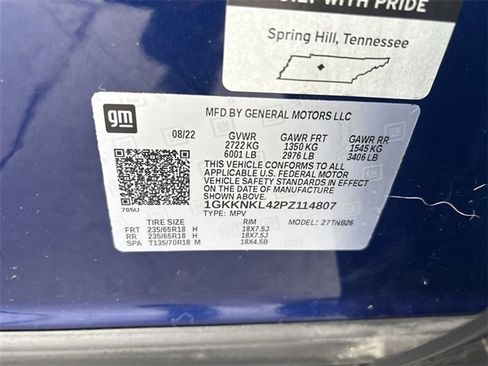 BUILT WITH PRIDE
Spring Hill, Tennessee
gm
MFD BY GENERAL MOTORS LLC
08/22 GVWR GAWR FRT GAWR RR
2722 KG 1350 KG 1545 KG
6001 LB 2976 LB 3406 LB
THIS VEHICLE CONFORMS TO ALL
APPLICABLE U.S. FEDERAL MOTOR
VEHICLE SAFETY STANDARDS IN EFFECT ON
THE DATE OF MANUFACTURE SHOWN ABOVE.
1GKKNKL42PZ114807
705U TYPE: MPV MODEL: 27TNB26
TIRE SIZE RIM
FRT 235/65R18 H 18X7.5J
RR 235/65R18 H 18X7.5J
SPA T135/70R18 M 18X4.5B